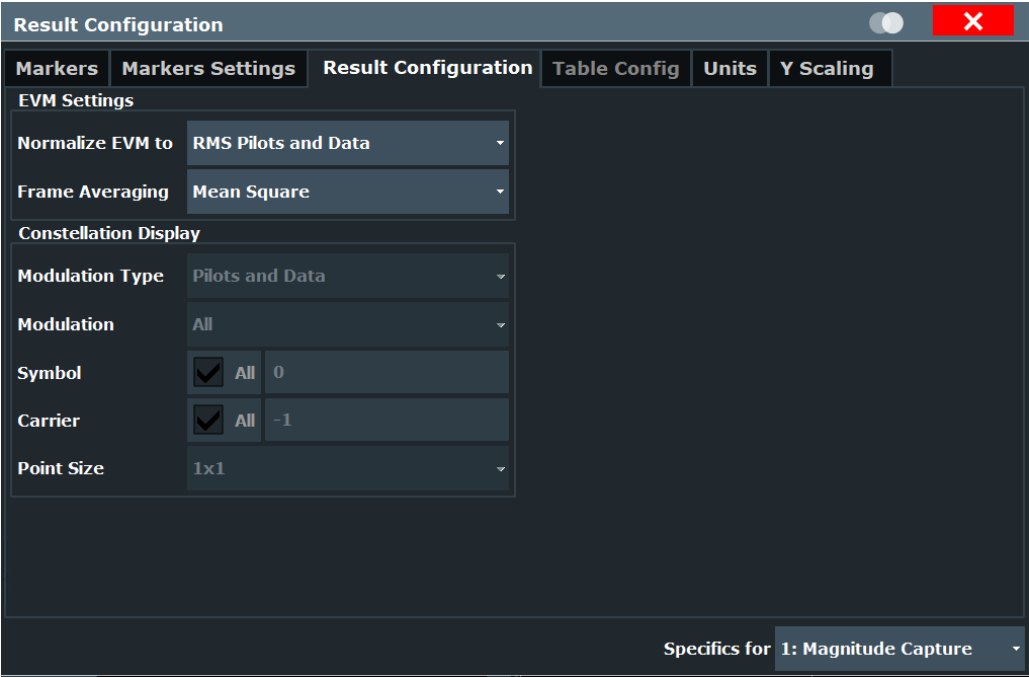 Result Configuration
Markers Markers Settings Result Configuration Table Config Units Y Scaling
EVM Settings
Normalize EVM to RMS Pilots and Data
Frame Averaging Mean Square
Constellation Display
Modulation Type Pilots and Data
Modulation All
Symbol All 0
Carrier All -1
Point Size 1x1
Specifics for 1: Magnitude Capture